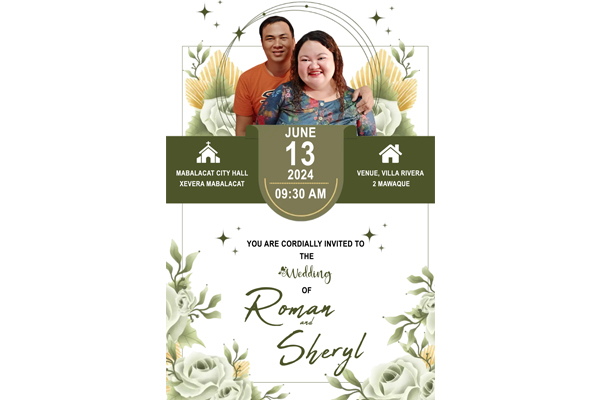 JUNE
13
2024
09:30 AM
MABALACAT CITY HALL
XEVERA MABALACAT
VENUE, VILLA RIVERA
2 MAWAQUE
YOU ARE CORDIALLY INVITED TO
THE
Wedding
OF
Roman
and
Sheryl